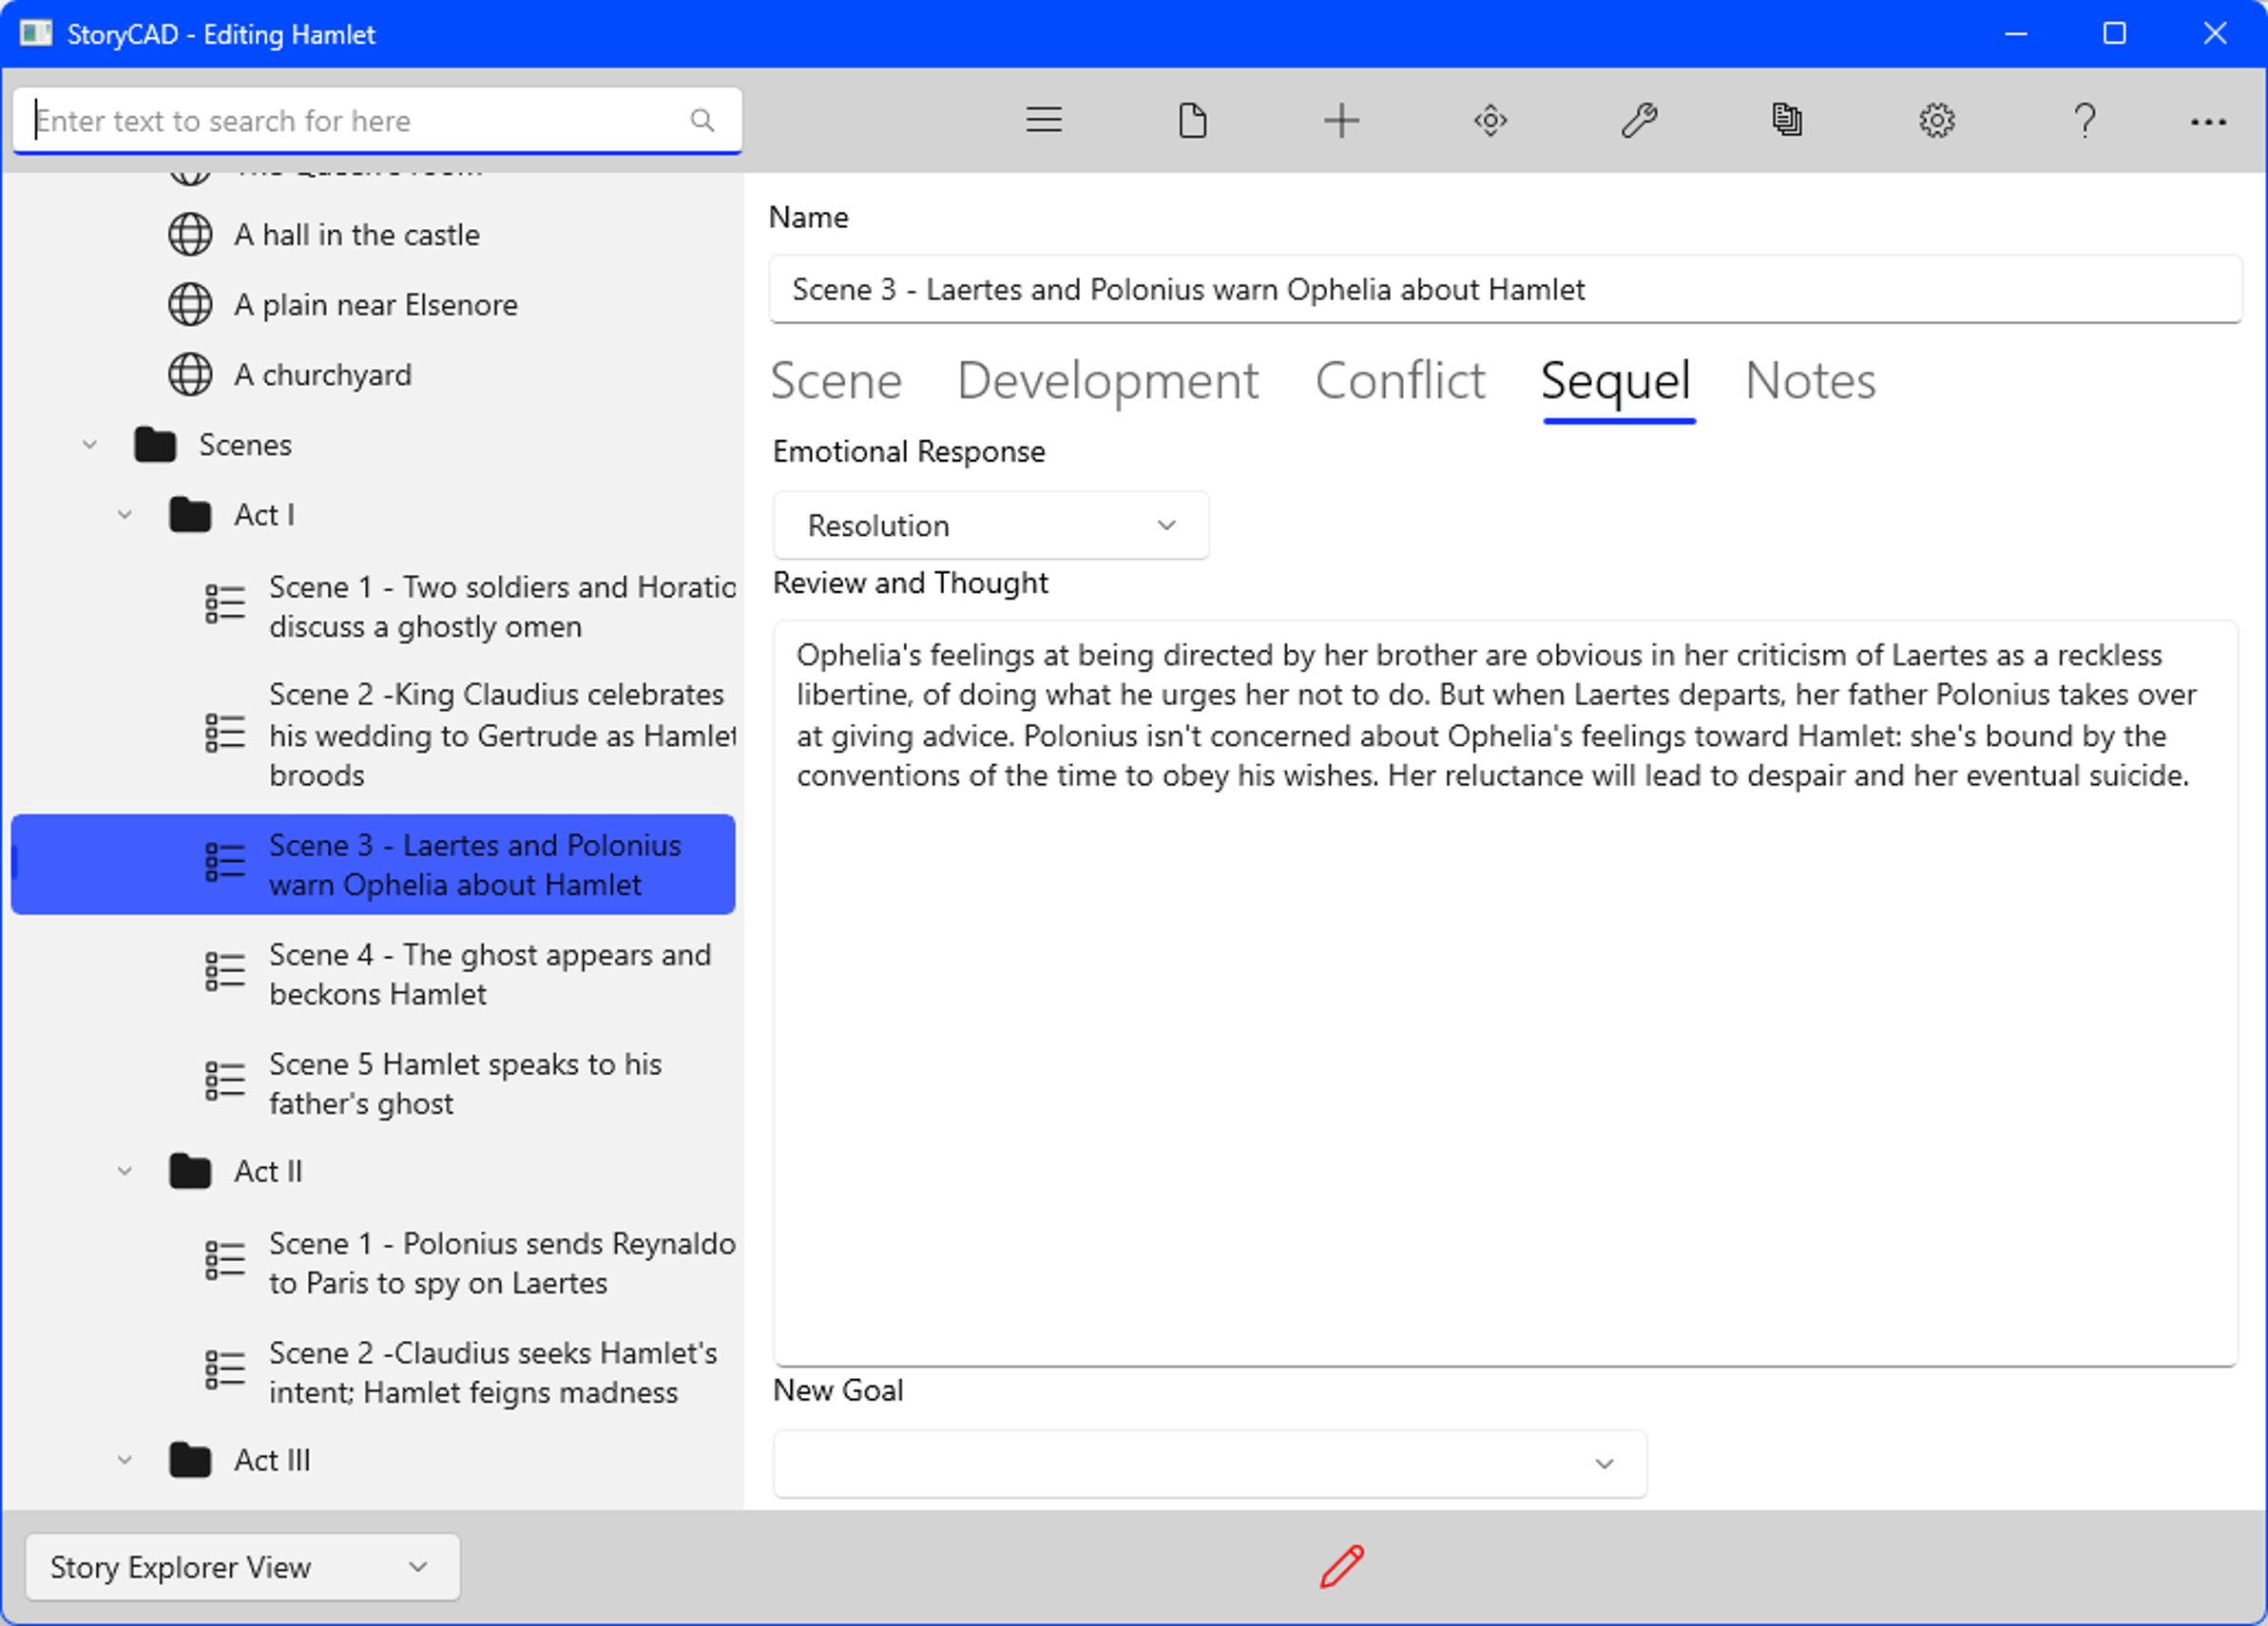 StoryCAD - Editing Hamlet
Enter text to search for here
A hall in the castle
A plain near Elsenore
A churchyard
Scenes
Act I
Scene 1 - Two soldiers and Horatio
discuss a ghostly omen
Scene 2 -King Claudius celebrates
his wedding to Gertrude as Hamlet
broods
Scene 3 - Laertes and Polonius
warn Ophelia about Hamlet
Scene 4 - The ghost appears and
beckons Hamlet
Scene 5 Hamlet speaks to his
father's ghost
Act II
Scene 1 - Polonius sends Reynaldo
to Paris to spy on Laertes
Scene 2 -Claudius seeks Hamlet's
intent; Hamlet feigns madness
Act III
Name
Scene 3 - Laertes and Polonius warn Ophelia about Hamlet
Scene Development Conflict Sequel Notes
Emotional Response
Resolution
Review and Thought
Ophelia's feelings at being directed by her brother are obvious in her criticism of Laertes as a reckless
libertine, of doing what he urges her not to do. But when Laertes departs, her father Polonius takes over
at giving advice. Polonius isn't concerned about Ophelia's feelings toward Hamlet: she's bound by the
conventions of the time to obey his wishes. Her reluctance will lead to despair and her eventual suicide.
New Goal
Story Explorer View